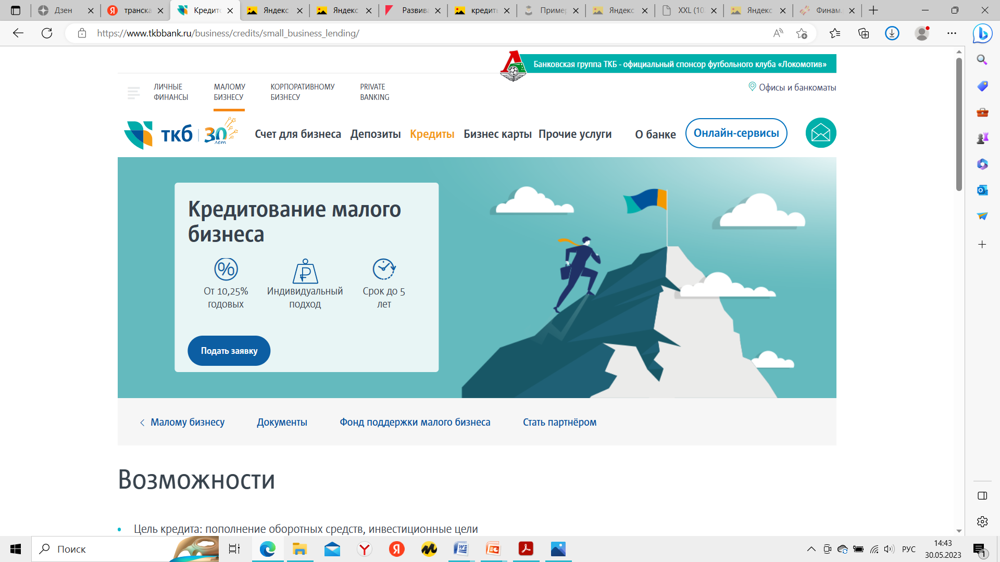 Дзен
транска
Кредито
Яндекс
Яндекс
Развива
кредить
Пример
Яндекс
XXL (10
Яндекс
Финам.
https://www.tkbbank.ru/business/credits/small_business_lending/
Банковская группа ТКБ - официальный спонсор футбольного клуба «Локомотив»
ЛИЧНЫЕ
ФИНАНСЫ
МАЛОМУ
БИЗНЕСУ
КОРПОРАТИВНОМУ
БИЗНЕСУ
PRIVATE
BANKING
Офисы и банкоматы
ткб 30 лет
Счет для бизнеса
Депозиты
Кредиты
Бизнес карты
Прочие услуги
О банке
Онлайн-сервисы
Кредитование малого
бизнеса
От 10,25%
годовых
Индивидуальный
подход
Срок до 5
лет
Подать заявку
Малому бизнесу
Документы
Фонд поддержки малого бизнеса
Стать партнёром
Возможности
Цель кредита: пополнение оборотных средств, инвестиционные цели
Поиск
РУС
14:43
30.05.2023
1